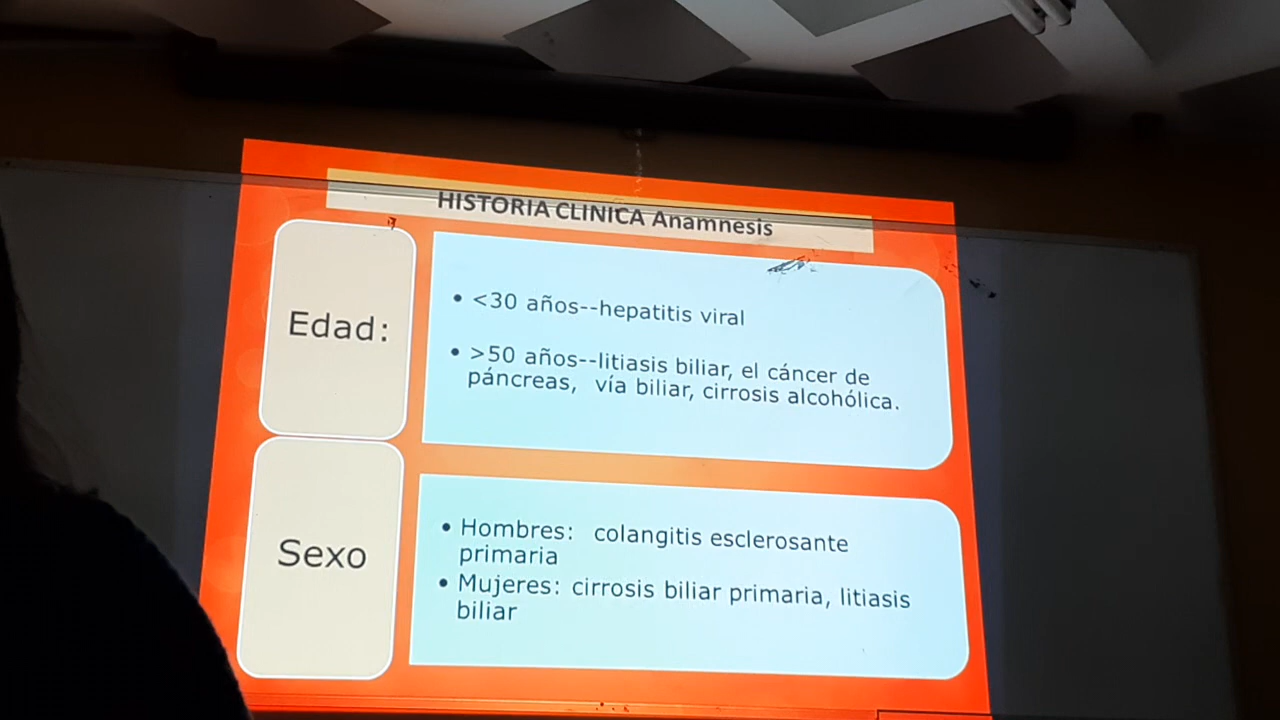 HISTORIA CLINICA Anamnesis
Edad:
• <30 años--hepatitis viral
• >50 años--litiasis biliar, el cáncer de
páncreas, vía biliar, cirrosis alcohólica.
Sexo
• Hombres: colangitis esclerosante
primaria
• Mujeres: cirrosis biliar primaria, litiasis
biliar